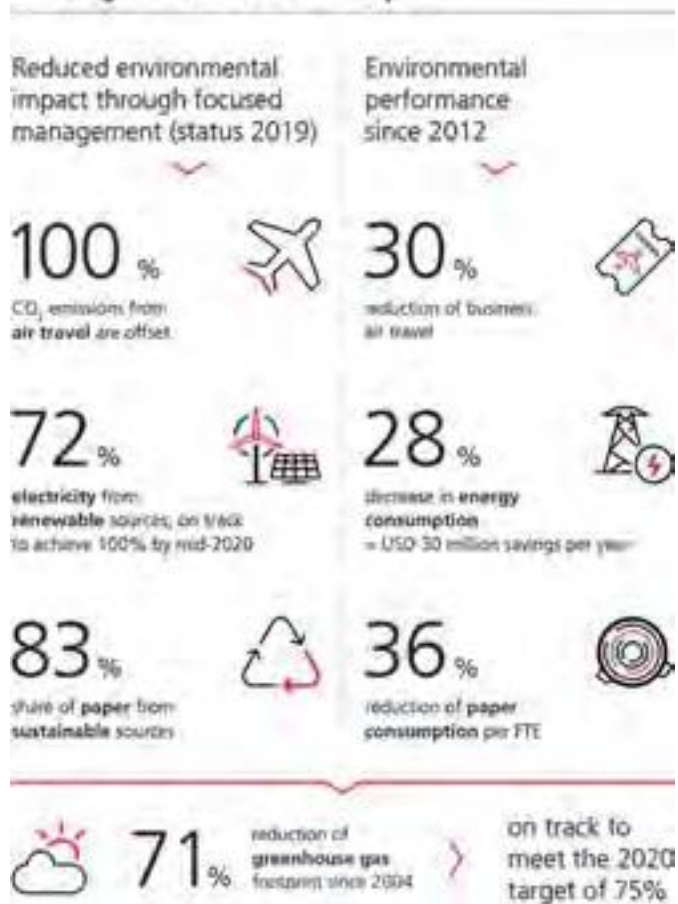 Reduced environmental
impact through focused
management (status 2019)
Environmental
performance
since 2012
100 %
CO₂ emissions from
air travel are offset
30 %
reduction of business
air travel
72 %
electricity from
renewable sources; on track
to achieve 100% by mid-2020
28 %
decrease in energy
consumption
= USD 30 million savings per year
83 %
share of paper from
sustainable sources
36 %
reduction of paper
consumption per FTE
71 %
reduction of
greenhouse gas
footprint since 2004
on track to
meet the 2020
target of 75%